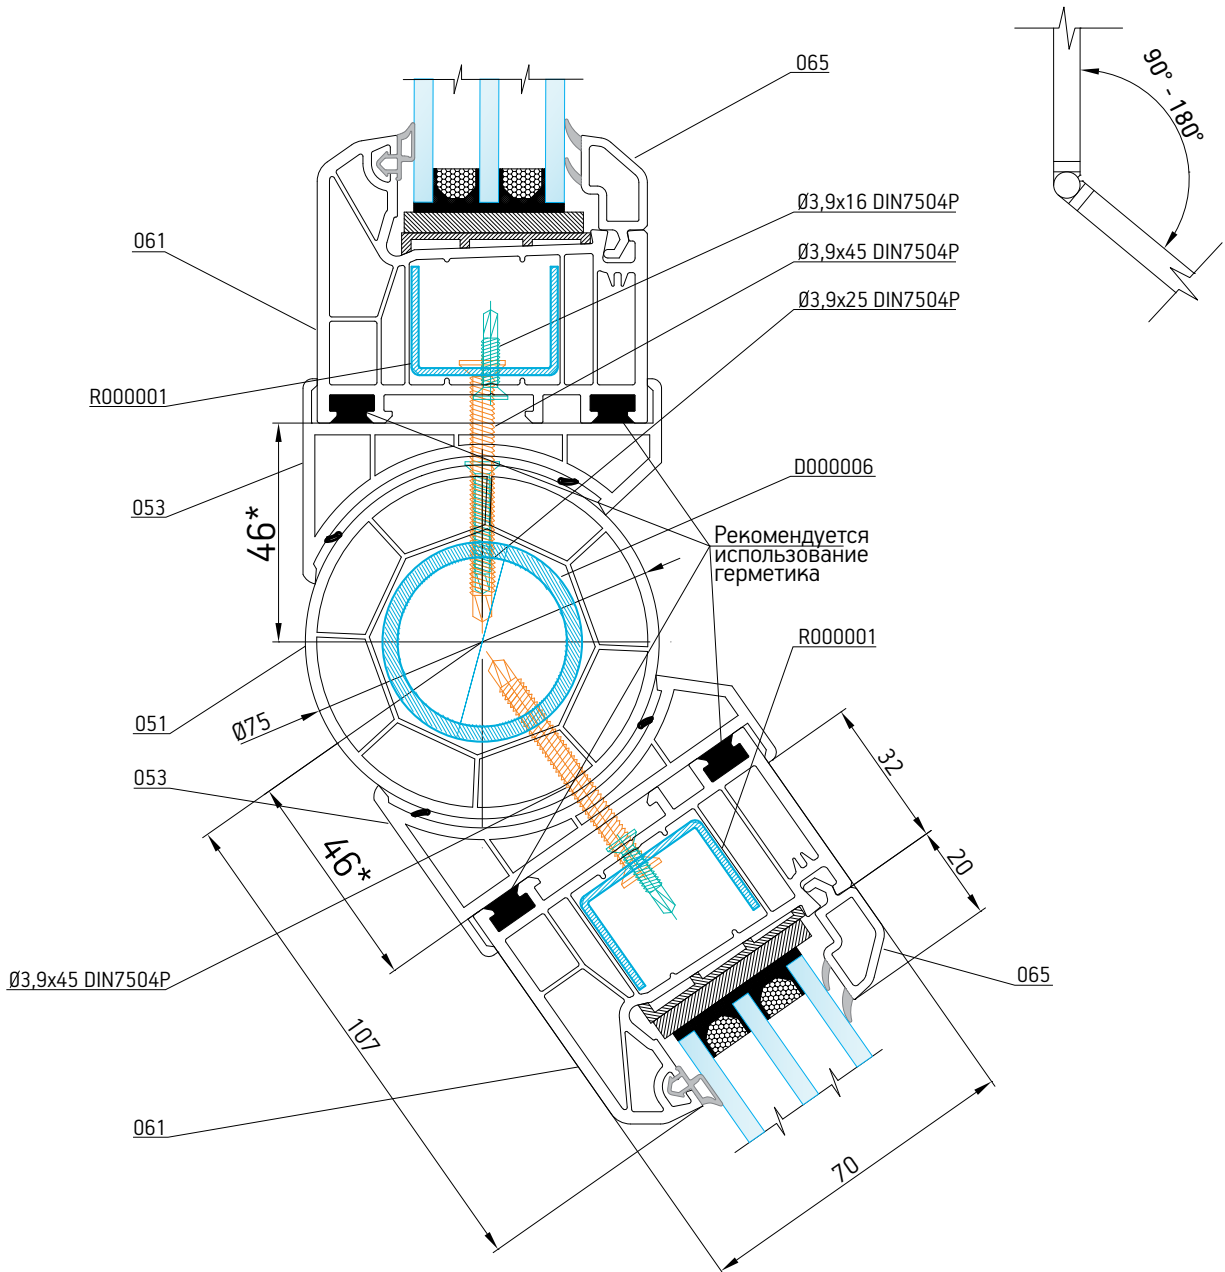 065
90° - 180°
Ø3,9x16 DIN7504P
061
Ø3,9x45 DIN7504P
Ø3,9x25 DIN7504P
R000001
D000006
053
46*
Рекомендуется
использование
герметика
R000001
051
Ø75
053
32
46*
20
Ø3,9x45 DIN7504P
065
107
061
70